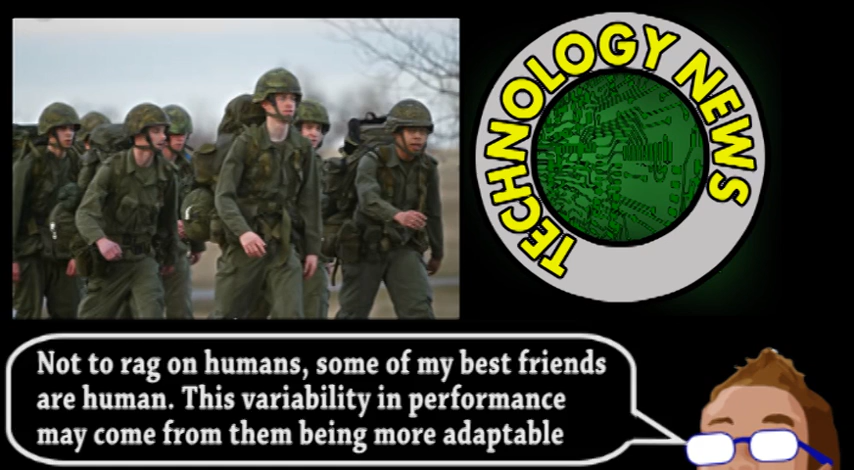 TECHNOLOGY NEWS
Not to rag on humans, some of my best friends
are human. This variability in performance
may come from them being more adaptable